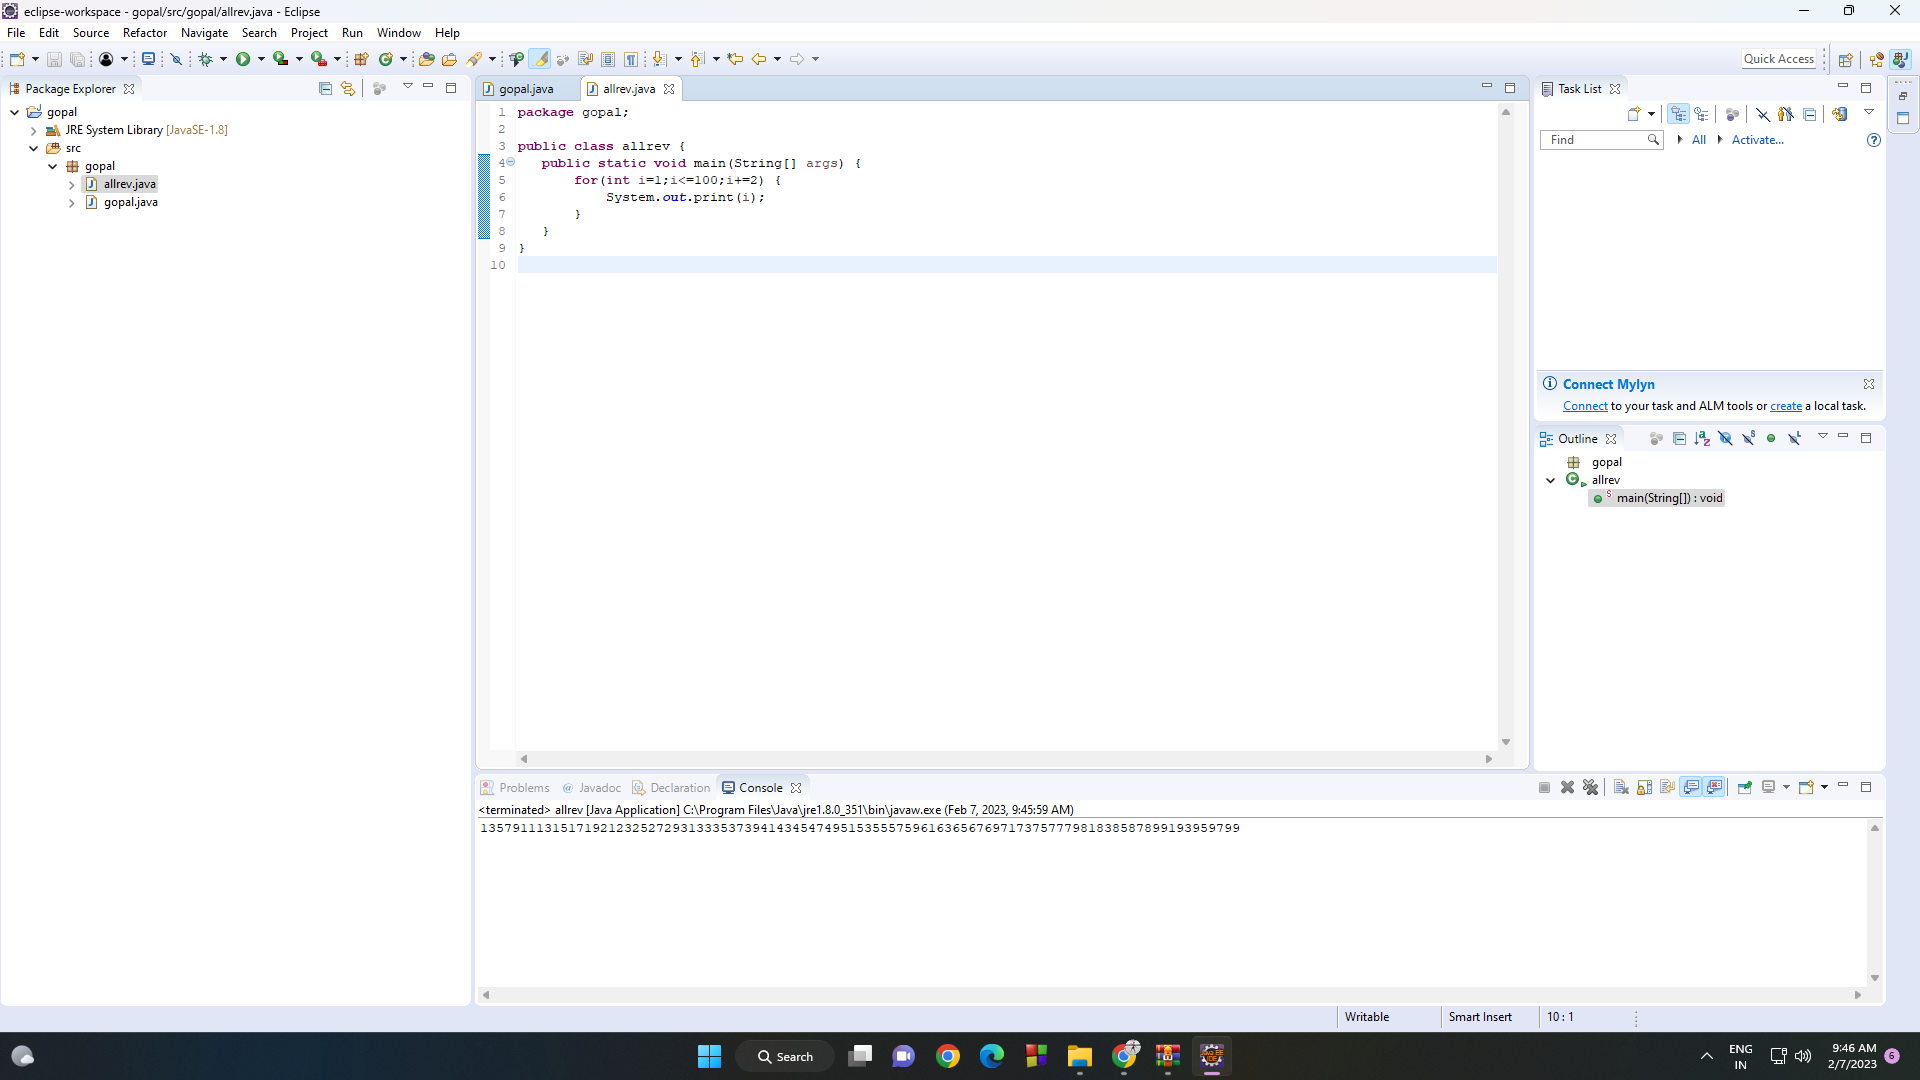 eclipse-workspace - gopal/src/gopal/allrev.java - Eclipse
File Edit Source Refactor Navigate Search Project Run Window Help
Quick Access
Package Explorer
gopal
JRE System Library [JavaSE-1.8]
src
gopal
allrev.java
gopal.java
gopal.java allrev.java
1 package gopal;
2
3 public class allrev {
4 public static void main(String[] args) {
5 for(int i=1;i<=100;i+=2) {
6 System.out.print(i);
7 }
8 }
9 }
10
Task List
Find All Activate...
Connect Mylyn
Connect to your task and ALM tools or create a local task.
Outline
gopal
allrev
main(String[]) : void
Problems Javadoc Declaration Console
<terminated> allrev [Java Application] C:\Program Files\Java\jre1.8.0_351\bin\javaw.exe (Feb 7, 2023, 9:45:59 AM)
13579111315171921232527293133353739414345474951535557596163656769717375777981838587899193959799
Writable Smart Insert 10 : 1
Search
ENG
IN
9:46 AM
2/7/2023
6